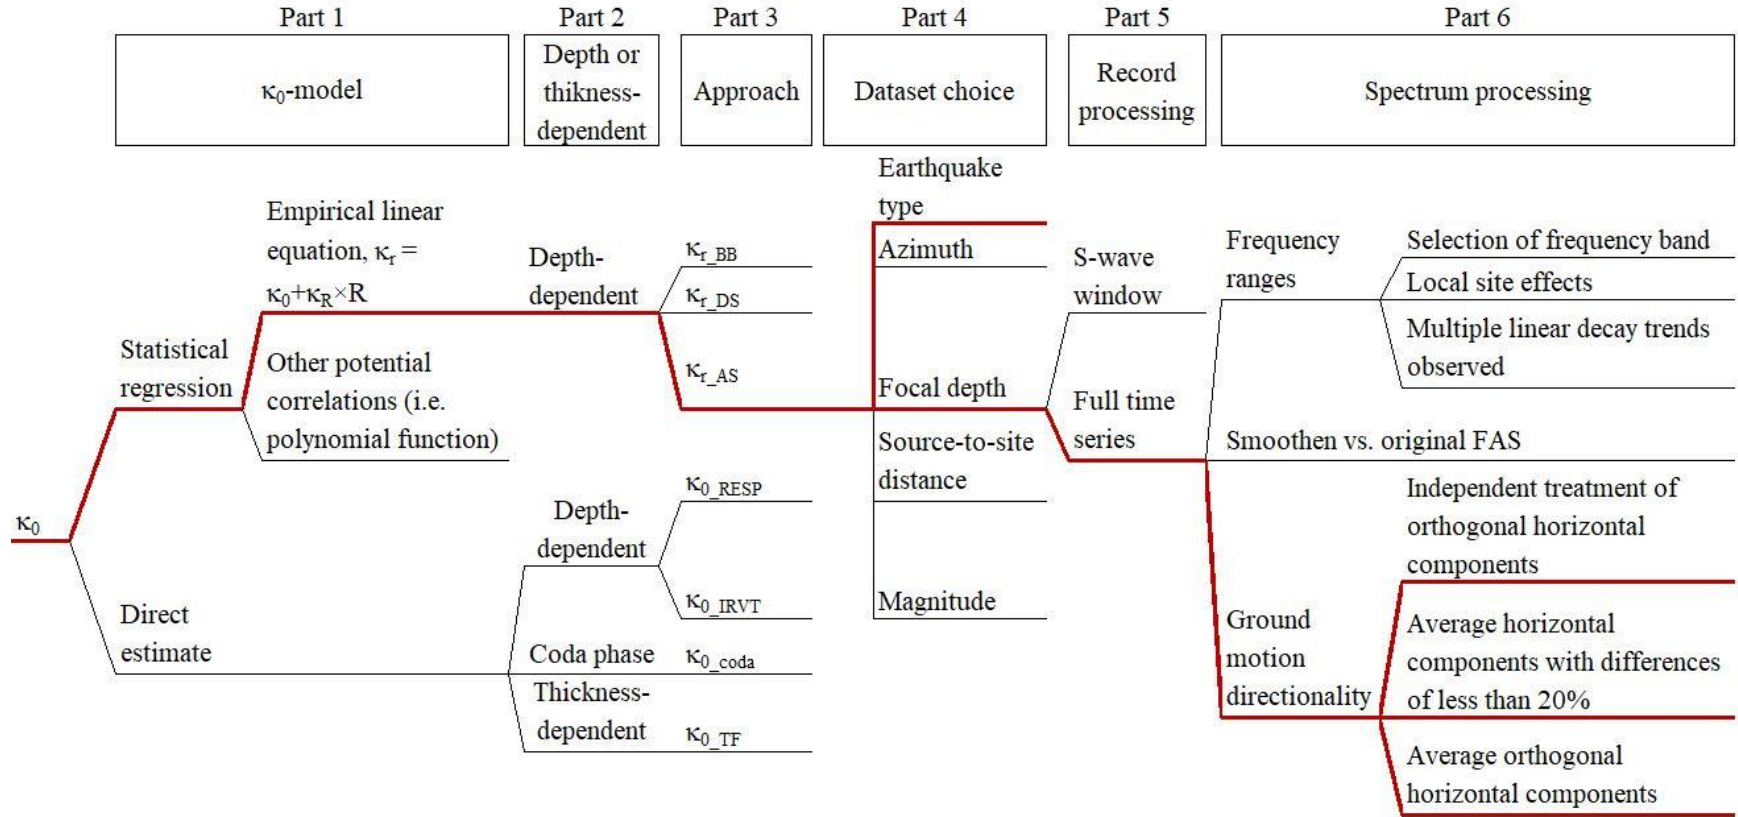 Part 1
Part 2
Part 3
Part 4
Part 5
Part 6
κ0-model
Depth or
thikness-
dependent
Approach
Dataset choice
Record
processing
Spectrum processing
κ0
Statistical
regression
Direct
estimate
Empirical linear
equation, κr =
κ0+κR×R
Other potential
correlations (i.e.
polynomial function)
Depth-
dependent
Depth-
dependent
Coda phase
Thickness-
dependent
κr_BB
κr_DS
κr_AS
κ0_RESP
κ0_IRVT
κ0_coda
κ0_TF
Earthquake
type
Azimuth
Focal depth
Source-to-site
distance
Magnitude
S-wave
window
Full time
series
Frequency
ranges
Smoothen vs. original FAS
Ground
motion
directionality
Selection of frequency band
Local site effects
Multiple linear decay trends
observed
Independent treatment of
orthogonal horizontal
components
Average horizontal
components with differences
of less than 20%
Average orthogonal
horizontal components